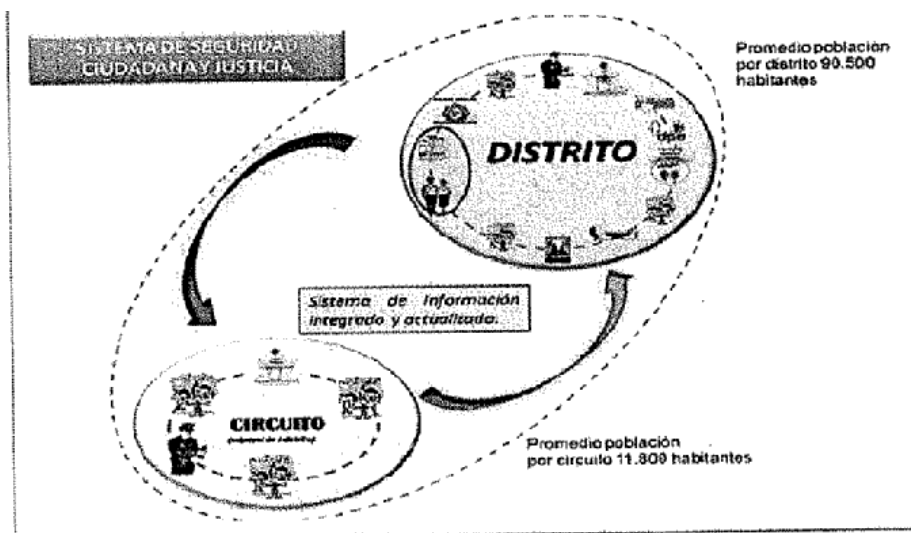 SISTEMA DE SEGURIDAD
CIUDADANA Y JUSTICIA
Promedio población
por distrito 90.500
habitantes
DISTRITO
Sistema de Información
integrado y actualizado.
CIRCUITO
Promedio población
por circuito 11.800 habitantes